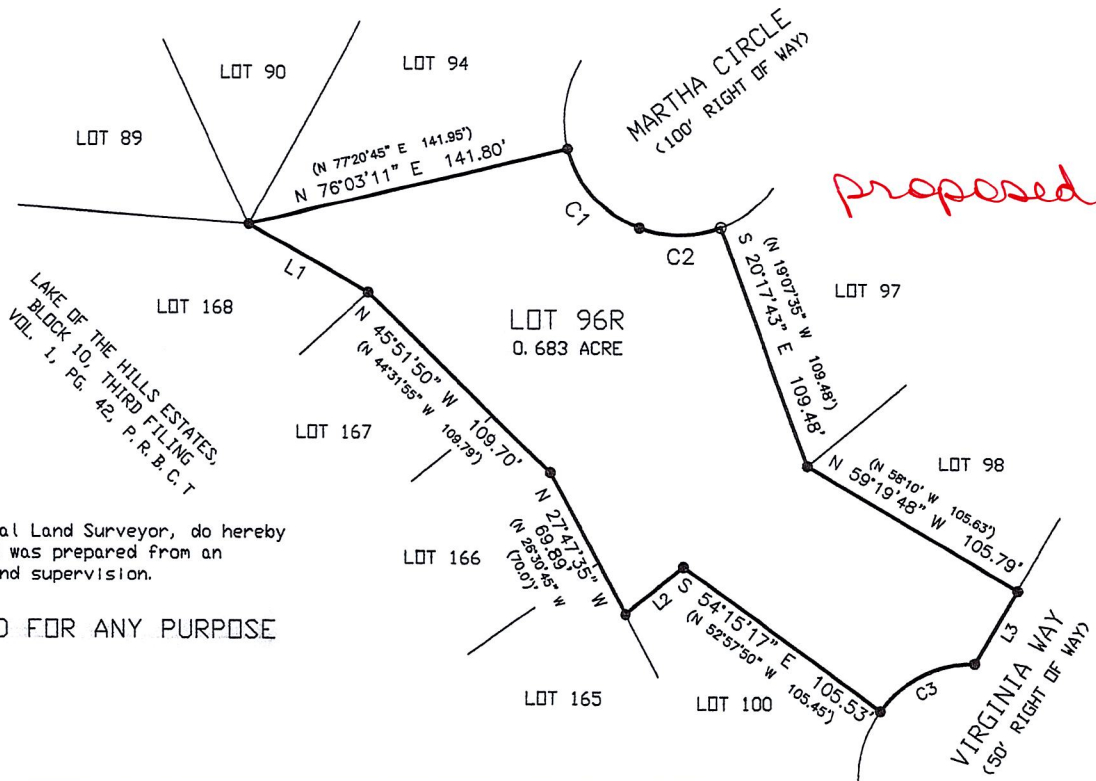 LOT 90
LOT 94
MARTHA CIRCLE
(100' RIGHT OF WAY)
LOT 89
(N 77°20'45" E 141.95')
N 76°03'11" E 141.80'
proposed
C1
C2
L1
LOT 168
LAKE OF THE HILLS ESTATES,
BLOCK 10, THIRD FILING
VOL. 1, PG. 42, P.R.B.C.T
LOT 96R
0.683 ACRE
(N 19°07'35" W 109.48')
S 20°17'43" E 109.48'
LOT 97
N 45°51'50" W 109.70'
(N 44°31'55" W 109.79')
LOT 167
LOT 98
(N 58°10' W 105.63')
N 59°19'48" W 105.79'
al Land Surveyor, do hereby
was prepared from an
nd supervision.
LOT 166
N 27°47'35" W
69.89'
(N 26°30'45" W
(70.0')"
L2
S 54°15'17" E 105.53'
(N 52°57'50" W 105.45')
L3
C3
D FOR ANY PURPOSE
LOT 165
LOT 100
VIRGINIA WAY
(50' RIGHT OF WAY)